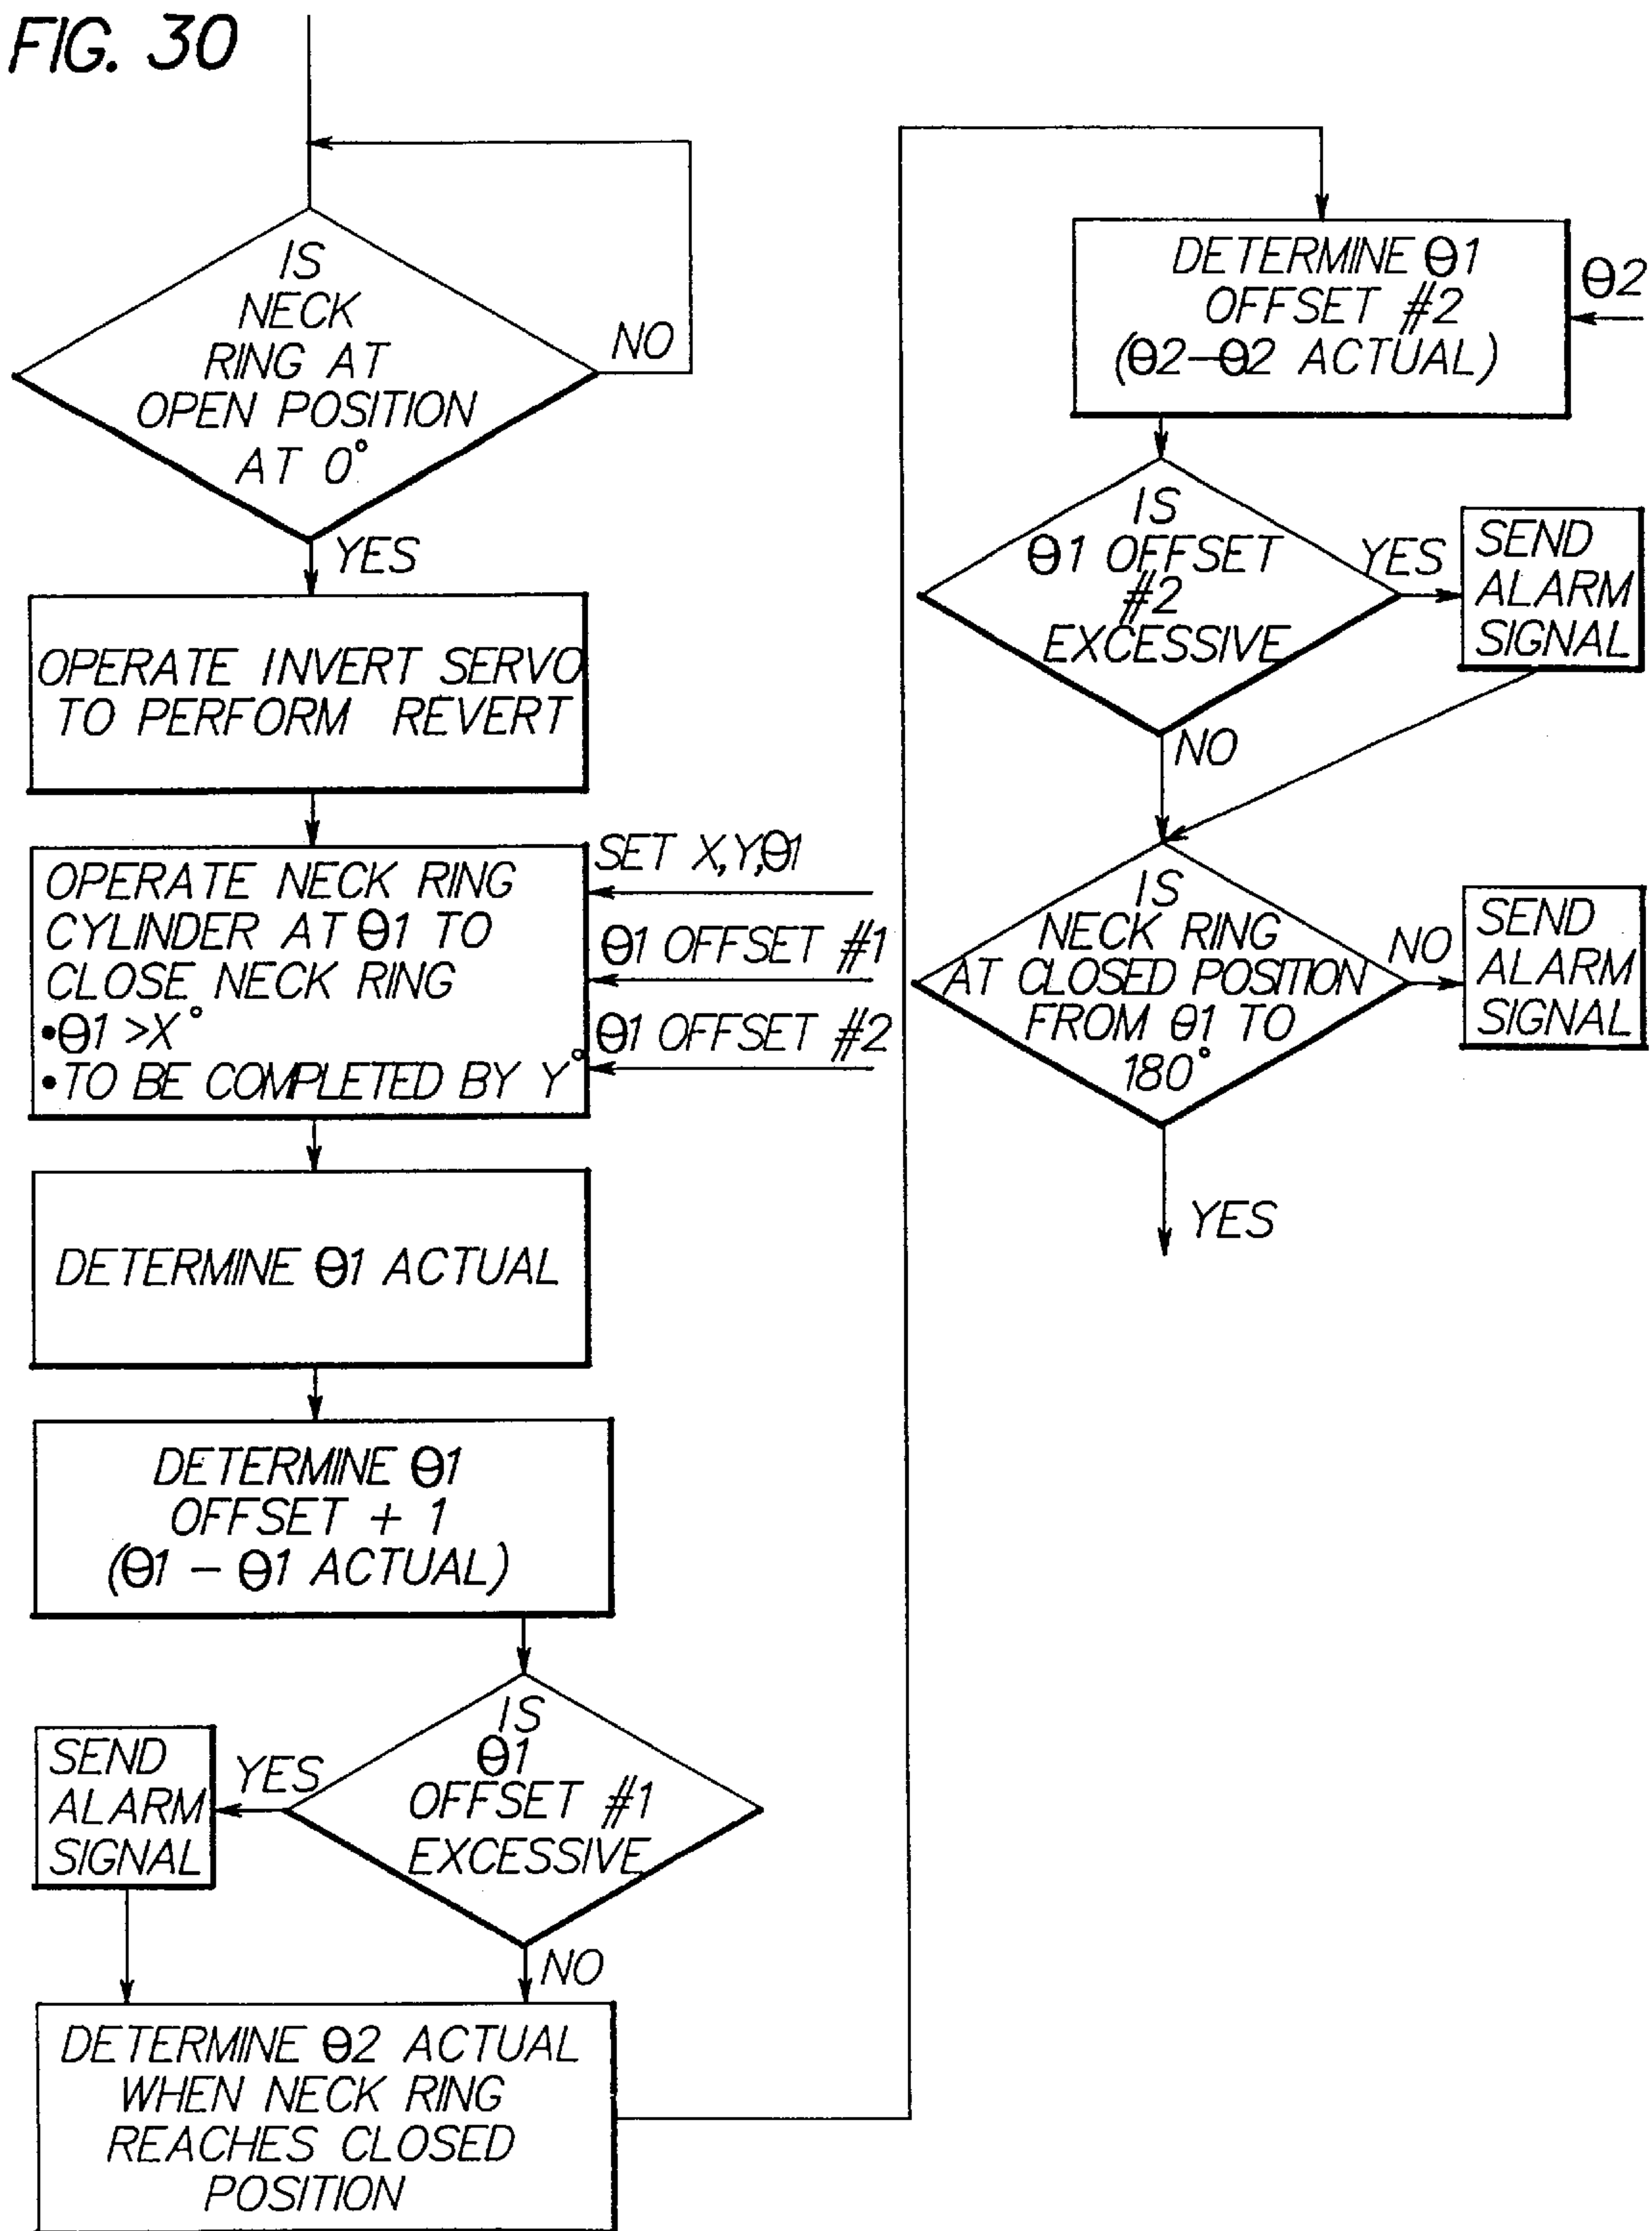 FIG. 30
IS
NECK
RING AT
OPEN POSITION
AT 0°
NO
YES
OPERATE INVERT SERVO
TO PERFORM REVERT
OPERATE NECK RING
CYLINDER AT Θ1 TO
CLOSE NECK RING
•Θ1 >X°
•TO BE COMPLETED BY Y°
SET X,Y,Θ1
Θ1 OFFSET #1
Θ1 OFFSET #2
DETERMINE Θ1 ACTUAL
DETERMINE Θ1
OFFSET + 1
(Θ1 - Θ1 ACTUAL)
IS
Θ1
OFFSET #1
EXCESSIVE
YES
SEND
ALARM
SIGNAL
NO
DETERMINE Θ2 ACTUAL
WHEN NECK RING
REACHES CLOSED
POSITION
DETERMINE Θ1
OFFSET #2
(Θ2-Θ2 ACTUAL)
Θ2
IS
Θ1 OFFSET
#2
EXCESSIVE
YES
SEND
ALARM
SIGNAL
NO
IS
NECK RING
AT CLOSED POSITION
FROM Θ1 TO
180°
NO
SEND
ALARM
SIGNAL
YES